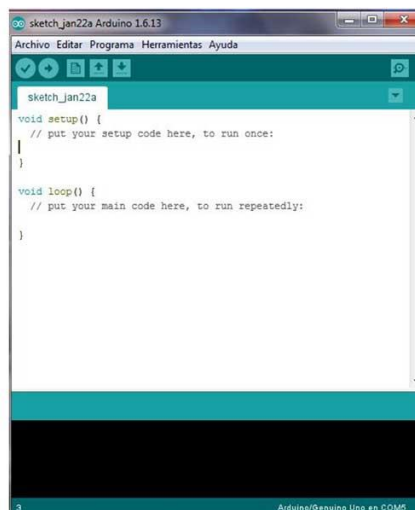 sketch_jan22a Arduino 1.6.13
Archivo Editar Programa Herramientas Ayuda
sketch_jan22a
void setup() {
// put your setup code here, to run once:
}
void loop() {
// put your main code here, to run repeatedly:
}
3 Arduino/Genuino Uno en COM5